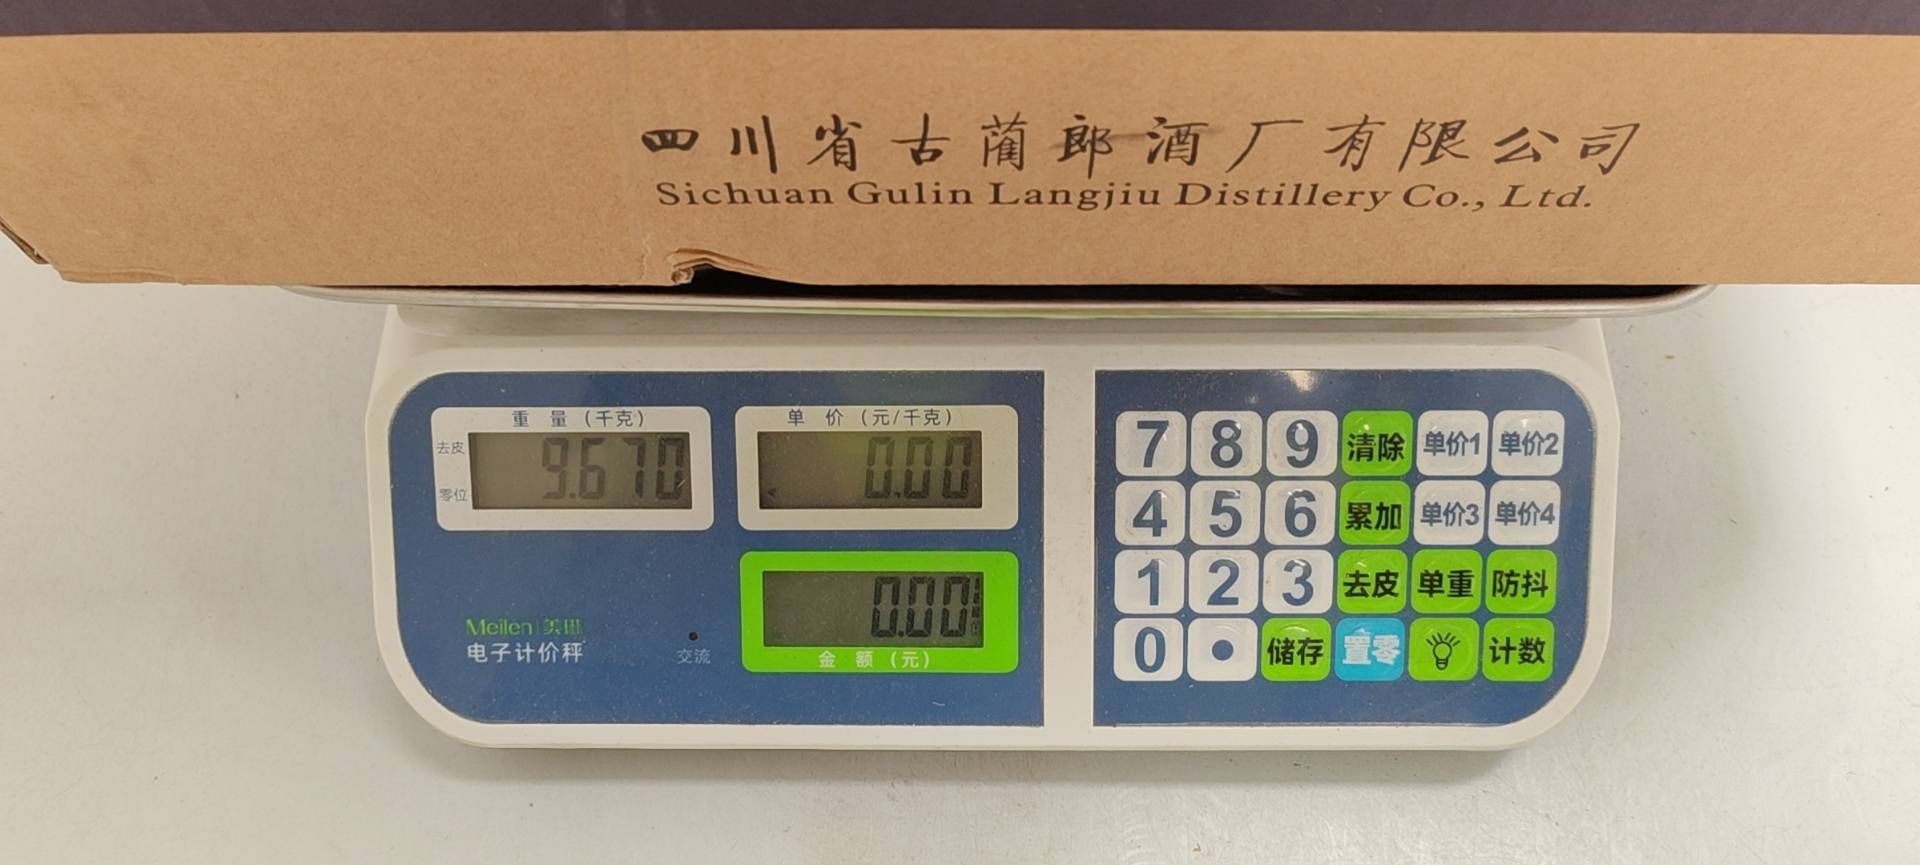 四川省古蔺郎酒厂有限公司
Sichuan Gulin Langjiu Distillery Co., Ltd.
重 量 (千克)
去皮
零位
9.670
单 价 (元/千克)
0.00
0.00
金 额 (元)
Meilen 美
电子计价秤
交流
7 8 9 清除 单价1 单价2
4 5 6 累加 单价3 单价4
1 2 3 去皮 单重 防抖
0 • 储存 置零 计数